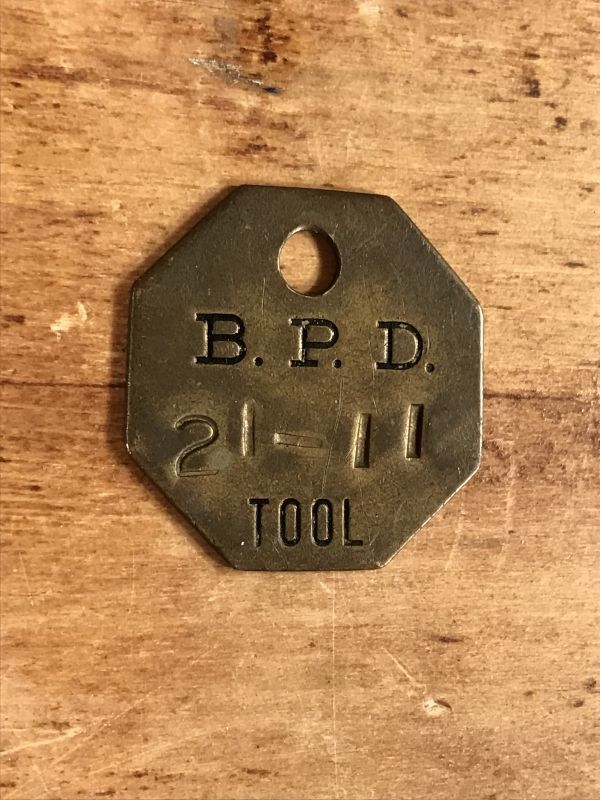 B. P. D.
21-11
TOOL